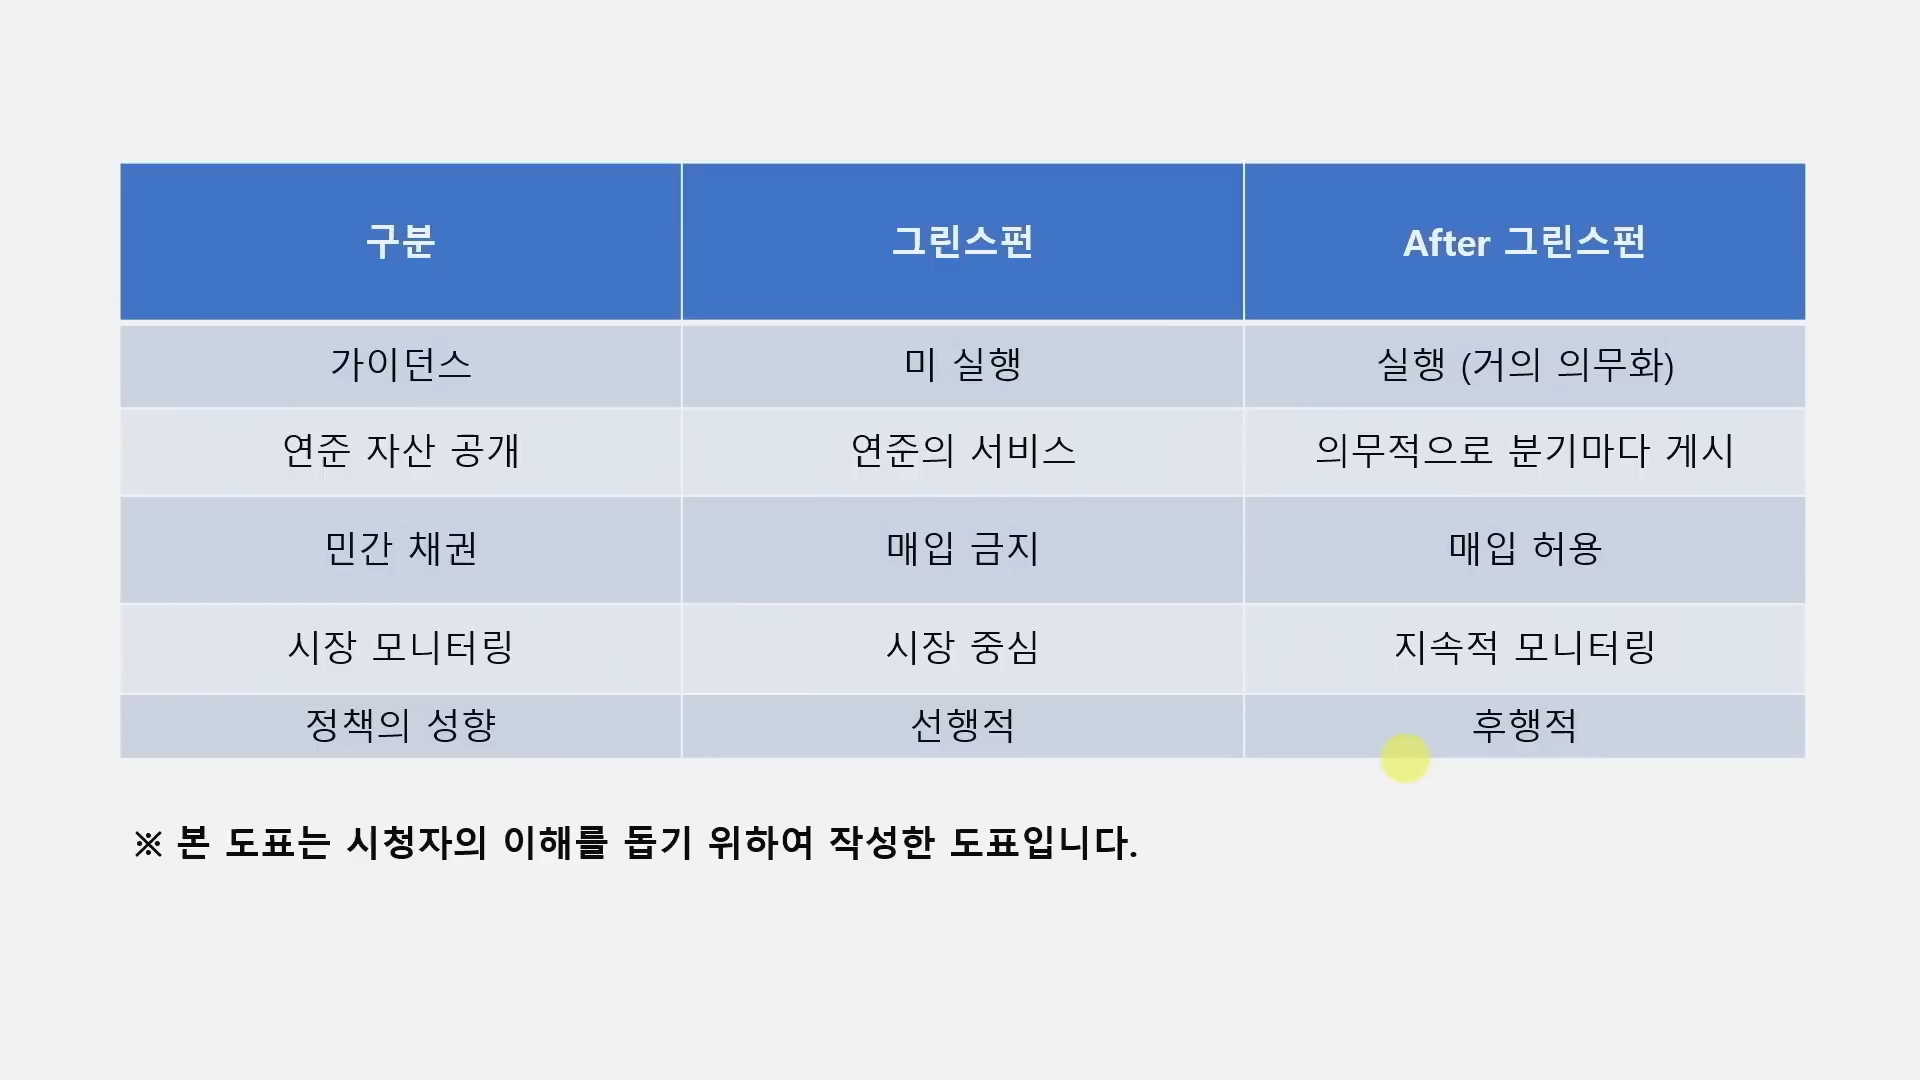 구분 그린스펀 After 그린스펀
가이던스 미 실행 실행 (거의 의무화)
연준 자산 공개 연준의 서비스 의무적으로 분기마다 게시
민간 채권 매입 금지 매입 허용
시장 모니터링 시장 중심 지속적 모니터링
정책의 성향 선행적 후행적
※ 본 도표는 시청자의 이해를 돕기 위하여 작성한 도표입니다.